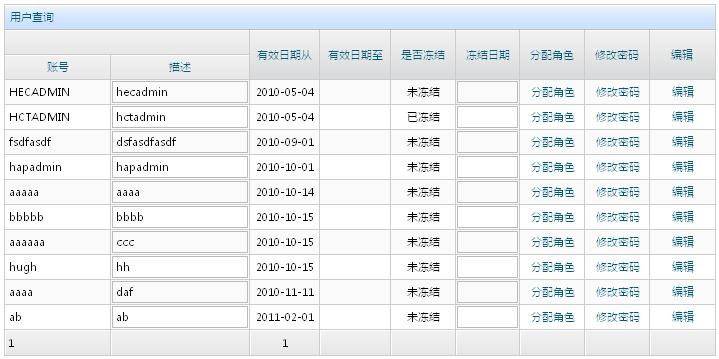 用户查询
账号 描述 有效日期从 有效日期至 是否冻结 冻结日期 分配角色 修改密码 编辑
HECADMIN hecadmin 2010-05-04 未冻结 分配角色 修改密码 编辑
HCTADMIN hctadmin 2010-05-04 已冻结 分配角色 修改密码 编辑
fsdfasdf dsfasdfasdf 2010-09-01 未冻结 分配角色 修改密码 编辑
hapadmin hapadmin 2010-10-01 未冻结 分配角色 修改密码 编辑
aaaaa aaaa 2010-10-14 未冻结 分配角色 修改密码 编辑
bbbbb bbbb 2010-10-15 未冻结 分配角色 修改密码 编辑
aaaaaa ccc 2010-10-15 未冻结 分配角色 修改密码 编辑
hugh hh 2010-10-15 未冻结 分配角色 修改密码 编辑
aaaa daf 2010-11-11 未冻结 分配角色 修改密码 编辑
ab ab 2011-02-01 未冻结 分配角色 修改密码 编辑
1 1